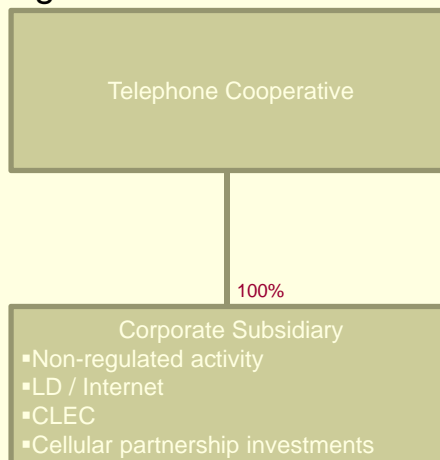 Telephone Cooperative
100%
Corporate Subsidiary
▪Non-regulated activity
▪LD / Internet
▪CLEC
▪Cellular partnership investments